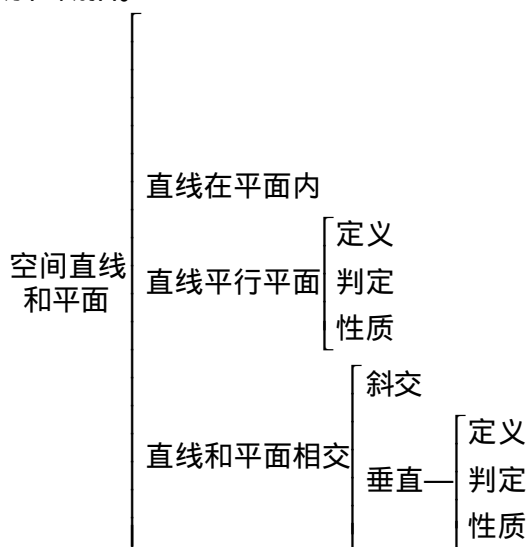 直线在平面内
空间直线
和平面
直线平行平面
定义
判定
性质
直线和平面相交
斜交
垂直—
定义
判定
性质